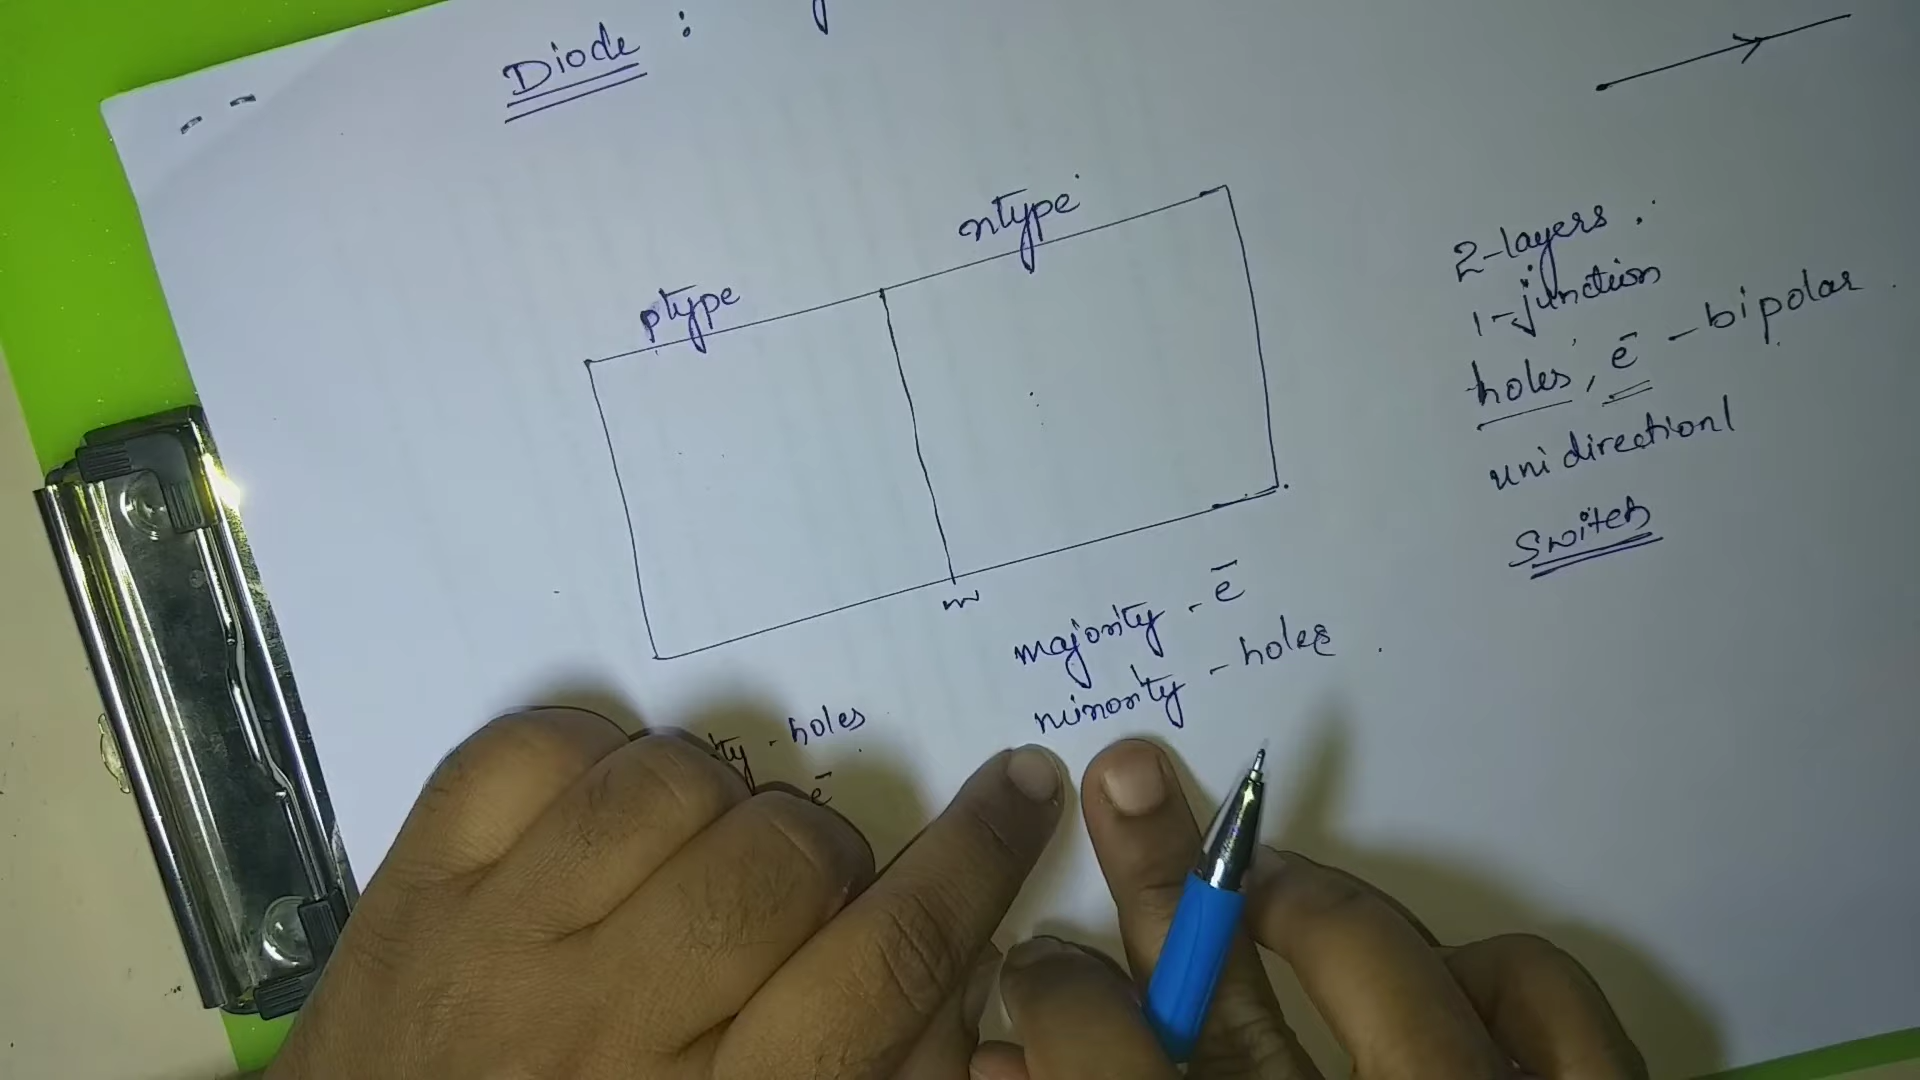 Diode :
ntype
ptype
2-layers.
1-junction
holes, e̅ - bipolar
unidirectionl
Switch
majority - e̅
minority - holes
- holes
e̅